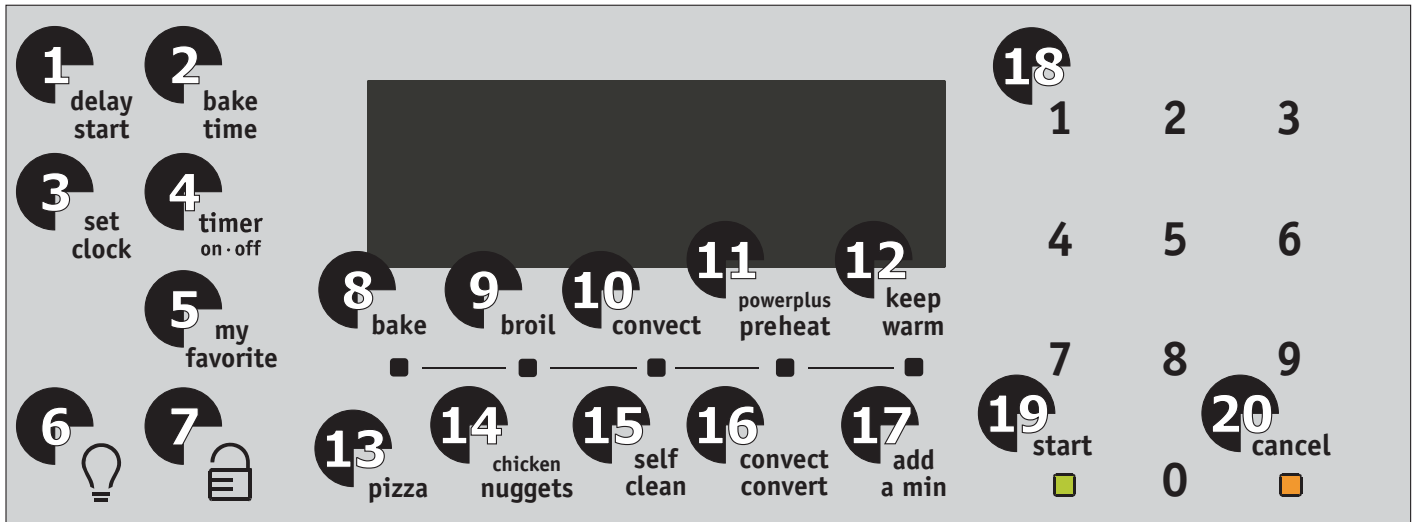 1
delay
start
2
bake
time
3
set
clock
4
timer
on · off
5
my
favorite
6
7
8
bake
9
broil
10
convect
11
powerplus
preheat
12
keep
warm
13
pizza
14
chicken
nuggets
15
self
clean
16
convect
convert
17
add
a min
18
1 2 3
4 5 6
7 8 9
19
start
0
20
cancel